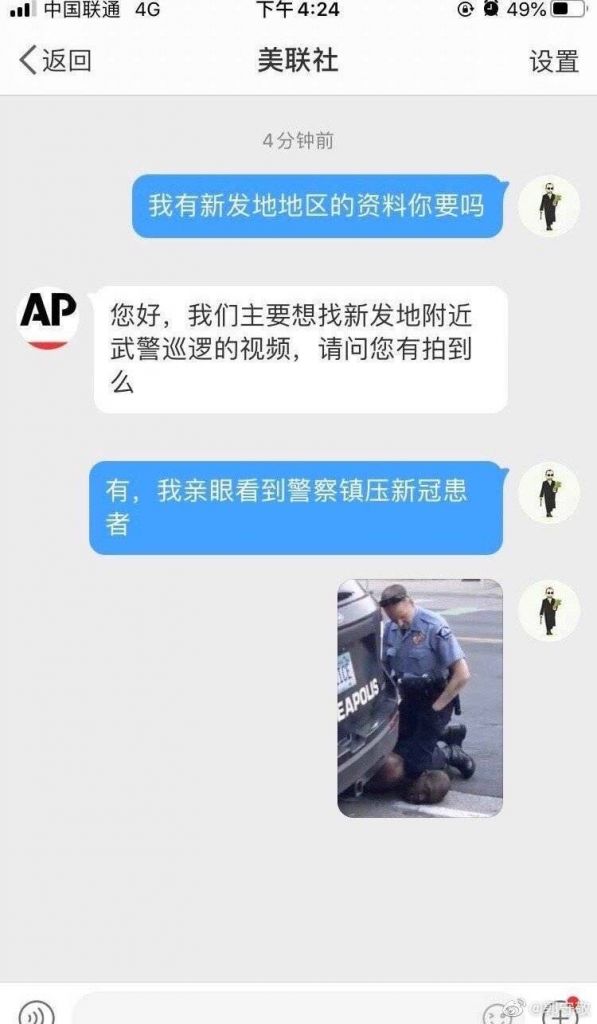 中国联通 4G
下午4:24
49%
返回
美联社
设置
4分钟前
我有新发地地区的资料你要吗
AP
您好，我们主要想找新发地附近
武警巡逻的视频，请问您有拍到
么
有，我亲眼看到警察镇压新冠患
者
EAPOLIS